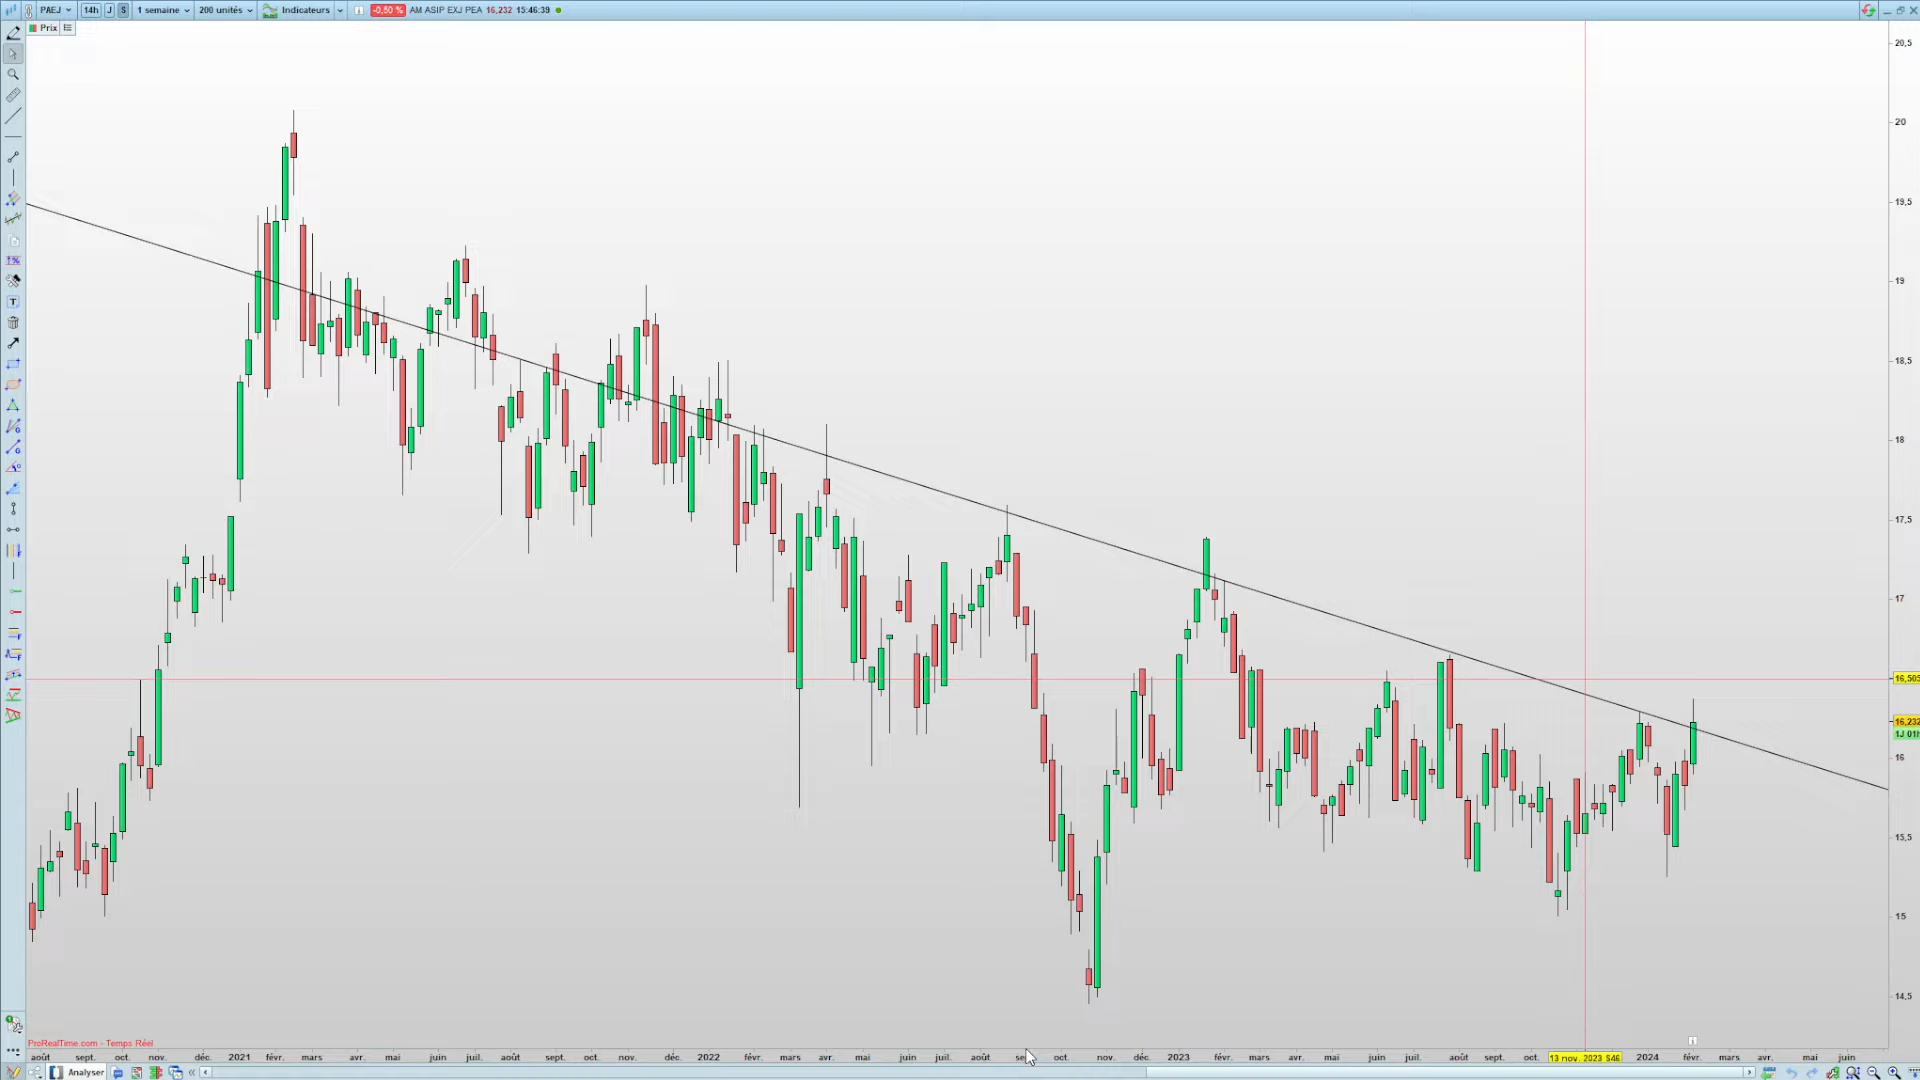 PAEJ 14h J S 1 semaine 200 unités Indicateurs -0,50 % AM ASIP EXJ PEA 16,232 15:46:39
Prix
20,5
20
19,5
19
18,5
18
17,5
17
16,505
16,232
1J 01h
16
15,5
15
14,5
ProRealTime.com - Temps Réel
août sept. oct. nov. déc. 2021 févr. mars avr. mai juin juil. août sept. oct. nov. déc. 2022 févr. mars avr. mai juin juil. août oct. nov. déc. 2023 févr. mars avr. mai juin juil. août sept. oct. 13 nov. 2023 S46 2024 févr. mars avr. mai juin
Analyser